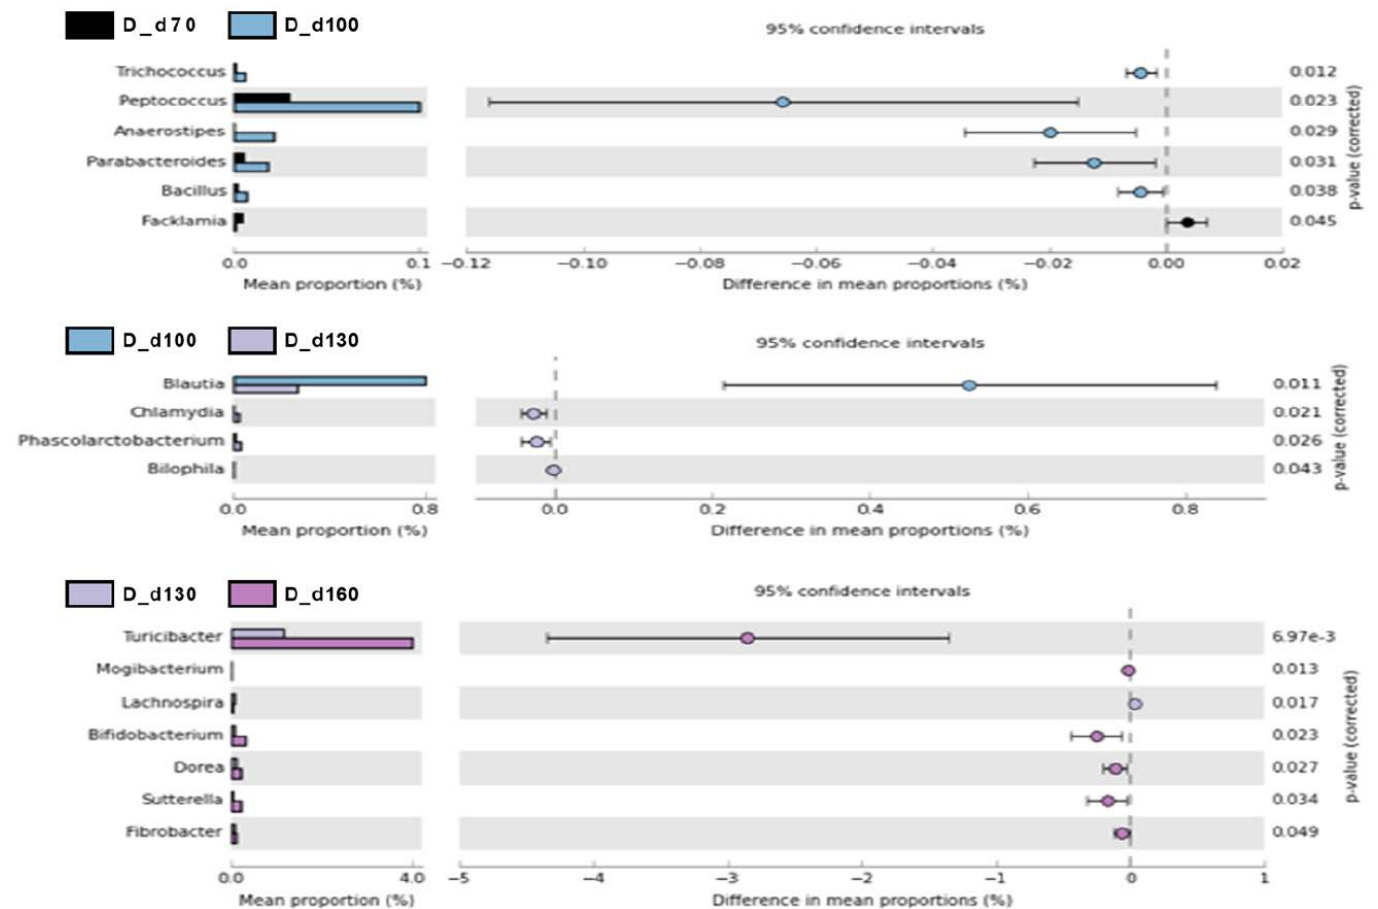 D_d70 D_d100
95% confidence intervals
Trichococcus 0.012
Peptococcus 0.023
Anaerostipes 0.029
Parabacteroides 0.031
Bacillus 0.038
Facklamia 0.045
p-value (corrected)
0.0 0.1 −0.12 −0.10 −0.08 −0.06 −0.04 −0.02 0.00 0.02
Mean proportion (%) Difference in mean proportions (%)
D_d100 D_d130
95% confidence intervals
Blautia 0.011
Chlamydia 0.021
Phascolarctobacterium 0.026
Bilophila 0.043
p-value (corrected)
0.0 0.8 0.0 0.2 0.4 0.6 0.8
Mean proportion (%) Difference in mean proportions (%)
D_d130 D_d160
95% confidence intervals
Turicibacter 6.97e-3
Mogibacterium 0.013
Lachnospira 0.017
Bifidobacterium 0.023
Dorea 0.027
Sutterella 0.034
Fibrobacter 0.049
p-value (corrected)
0.0 4.0 −5 −4 −3 −2 −1 0 1
Mean proportion (%) Difference in mean proportions (%)